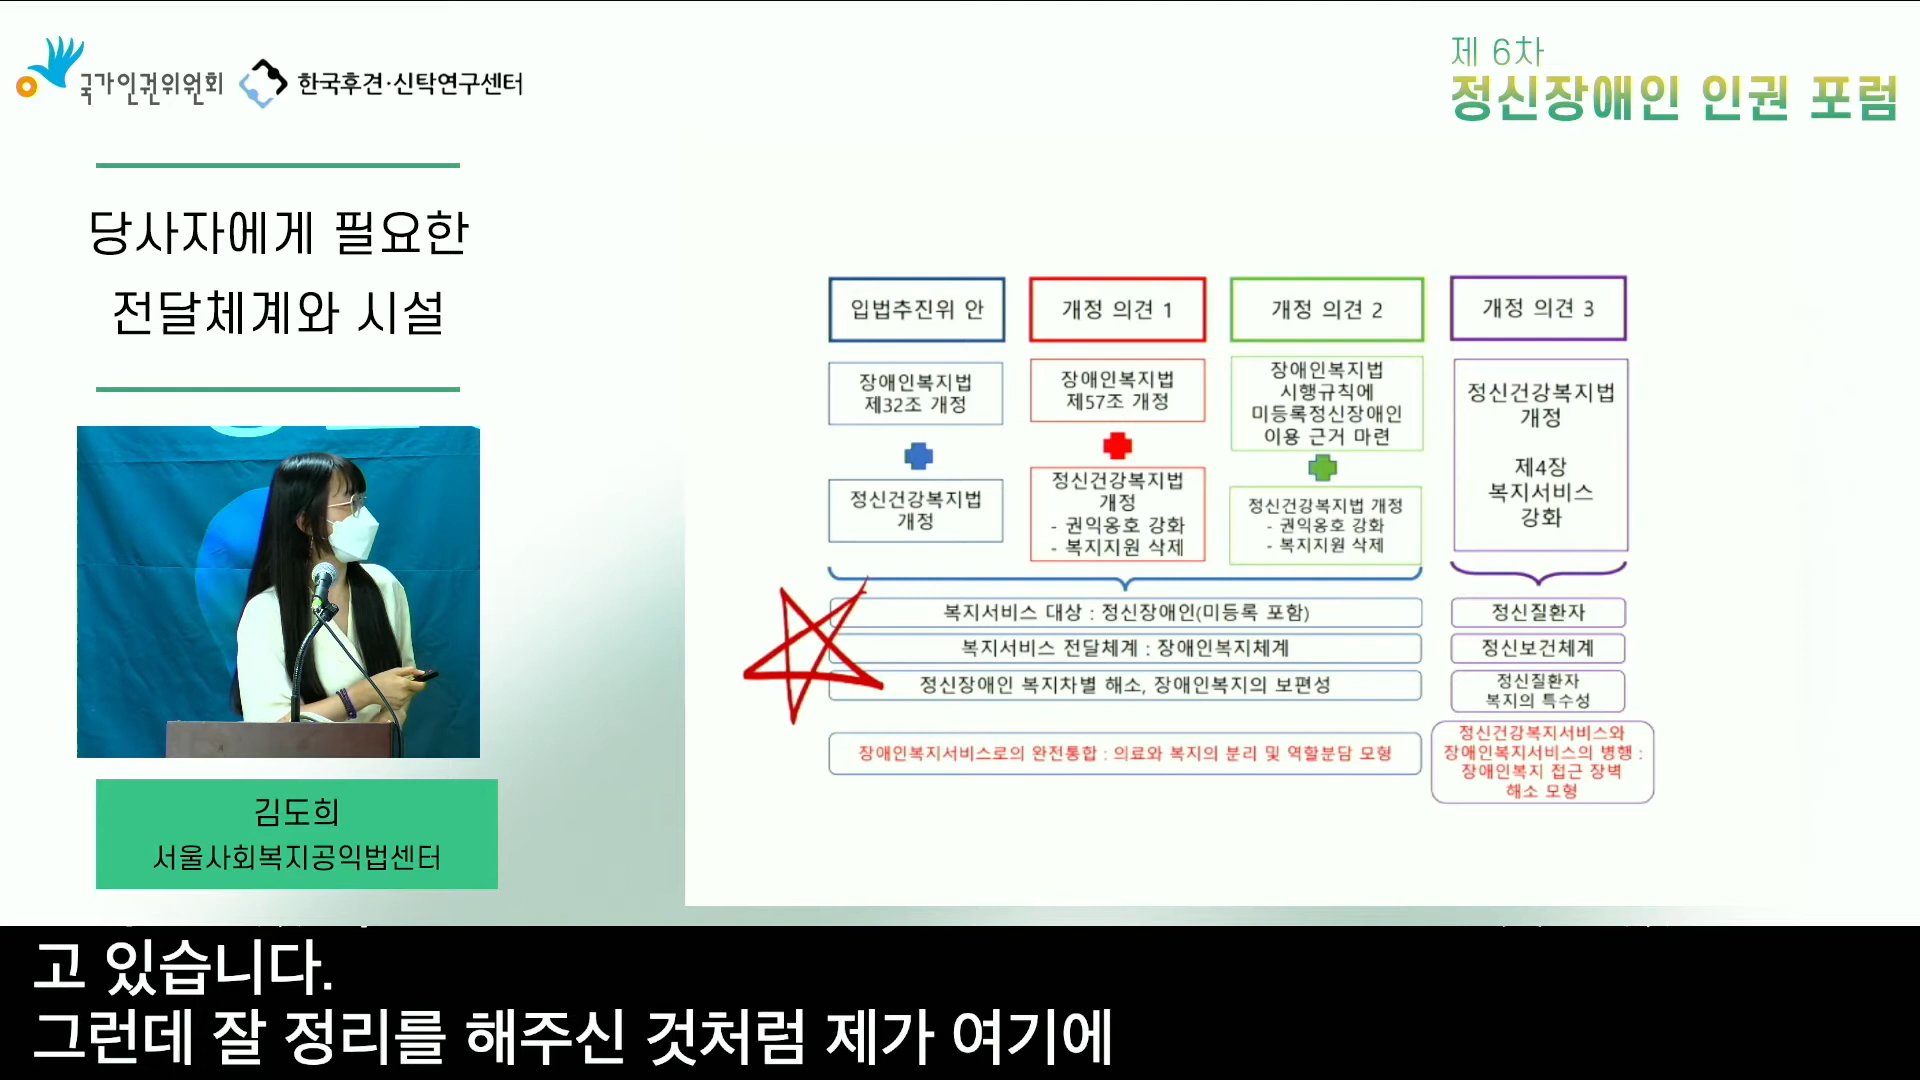 국가인권위원회
한국후견·신탁연구센터
제 6차
정신장애인 인권 포럼
당사자에게 필요한
전달체계와 시설
김도희
서울사회복지공익법센터
입법추진위 안
장애인복지법
제32조 개정
정신건강복지법
개정
개정 의견 1
장애인복지법
제57조 개정
정신건강복지법
개정
- 권익옹호 강화
- 복지지원 삭제
개정 의견 2
장애인복지법
시행규칙에
미등록정신장애인
이용 근거 마련
정신건강복지법 개정
- 권익옹호 강화
- 복지지원 삭제
개정 의견 3
정신건강복지법
개정
제4장
복지서비스
강화
복지서비스 대상 : 정신장애인(미등록 포함)
복지서비스 전달체계 : 장애인복지체계
정신장애인 복지차별 해소, 장애인복지의 보편성
장애인복지서비스로의 완전통합 : 의료와 복지의 분리 및 역할분담 모형
정신질환자
정신보건체계
정신질환자
복지의 특수성
정신건강복지서비스와
장애인복지서비스의 병행 :
장애인복지 접근 장벽
해소 모형
고 있습니다.
그런데 잘 정리를 해주신 것처럼 제가 여기에